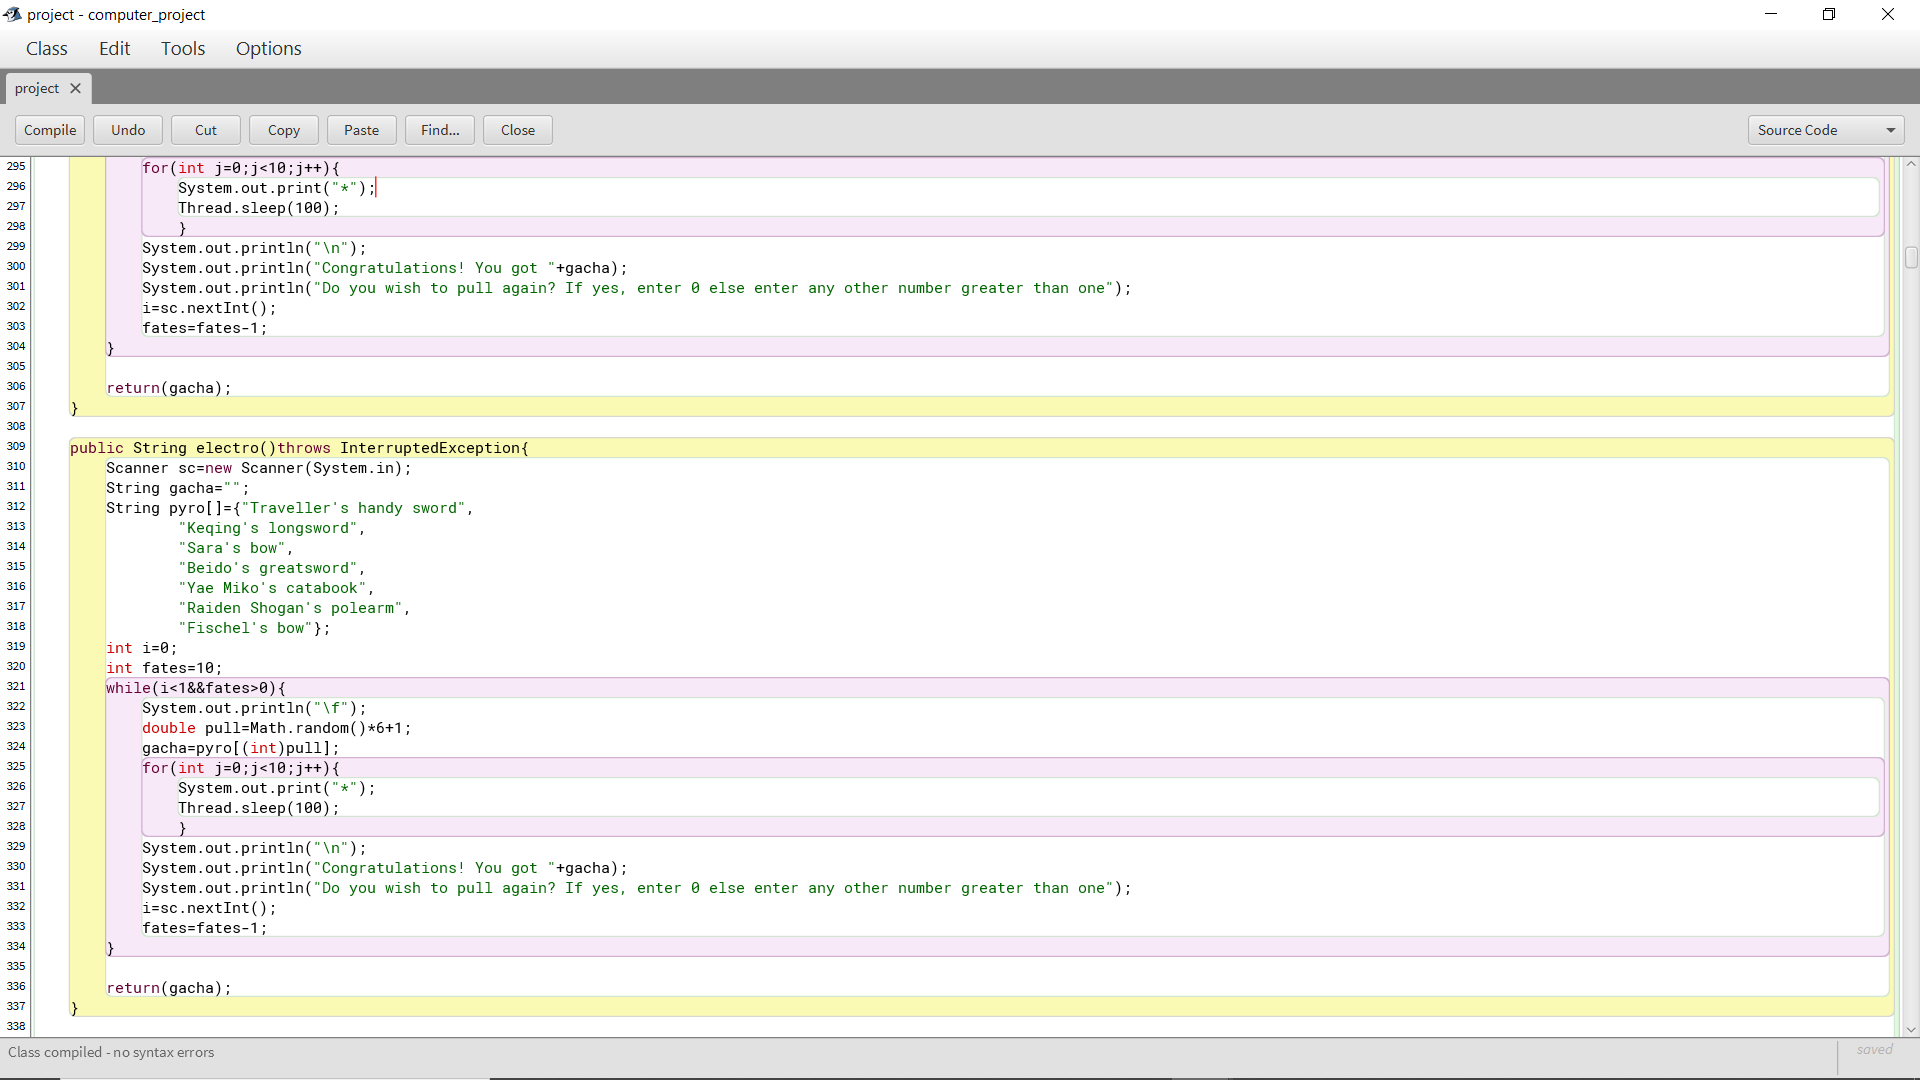 project - computer_project
Class Edit Tools Options
project
Compile Undo Cut Copy Paste Find... Close Source Code
295 for(int j=0;j<10;j++){
296 System.out.print("*");
297 Thread.sleep(100);
298 }
299 System.out.println("\n");
300 System.out.println("Congratulations! You got "+gacha);
301 System.out.println("Do you wish to pull again? If yes, enter 0 else enter any other number greater than one");
302 i=sc.nextInt();
303 fates=fates-1;
304 }
305
306 return(gacha);
307 }
308
309 public String electro()throws InterruptedException{
310 Scanner sc=new Scanner(System.in);
311 String gacha="";
312 String pyro[]={"Traveller's handy sword",
313 "Keqing's longsword",
314 "Sara's bow",
315 "Beido's greatsword",
316 "Yae Miko's catabook",
317 "Raiden Shogan's polearm",
318 "Fischel's bow"};
319 int i=0;
320 int fates=10;
321 while(i<1&&fates>0){
322 System.out.println("\f");
323 double pull=Math.random()*6+1;
324 gacha=pyro[(int)pull];
325 for(int j=0;j<10;j++){
326 System.out.print("*");
327 Thread.sleep(100);
328 }
329 System.out.println("\n");
330 System.out.println("Congratulations! You got "+gacha);
331 System.out.println("Do you wish to pull again? If yes, enter 0 else enter any other number greater than one");
332 i=sc.nextInt();
333 fates=fates-1;
334 }
335
336 return(gacha);
337 }
338
Class compiled - no syntax errors
saved